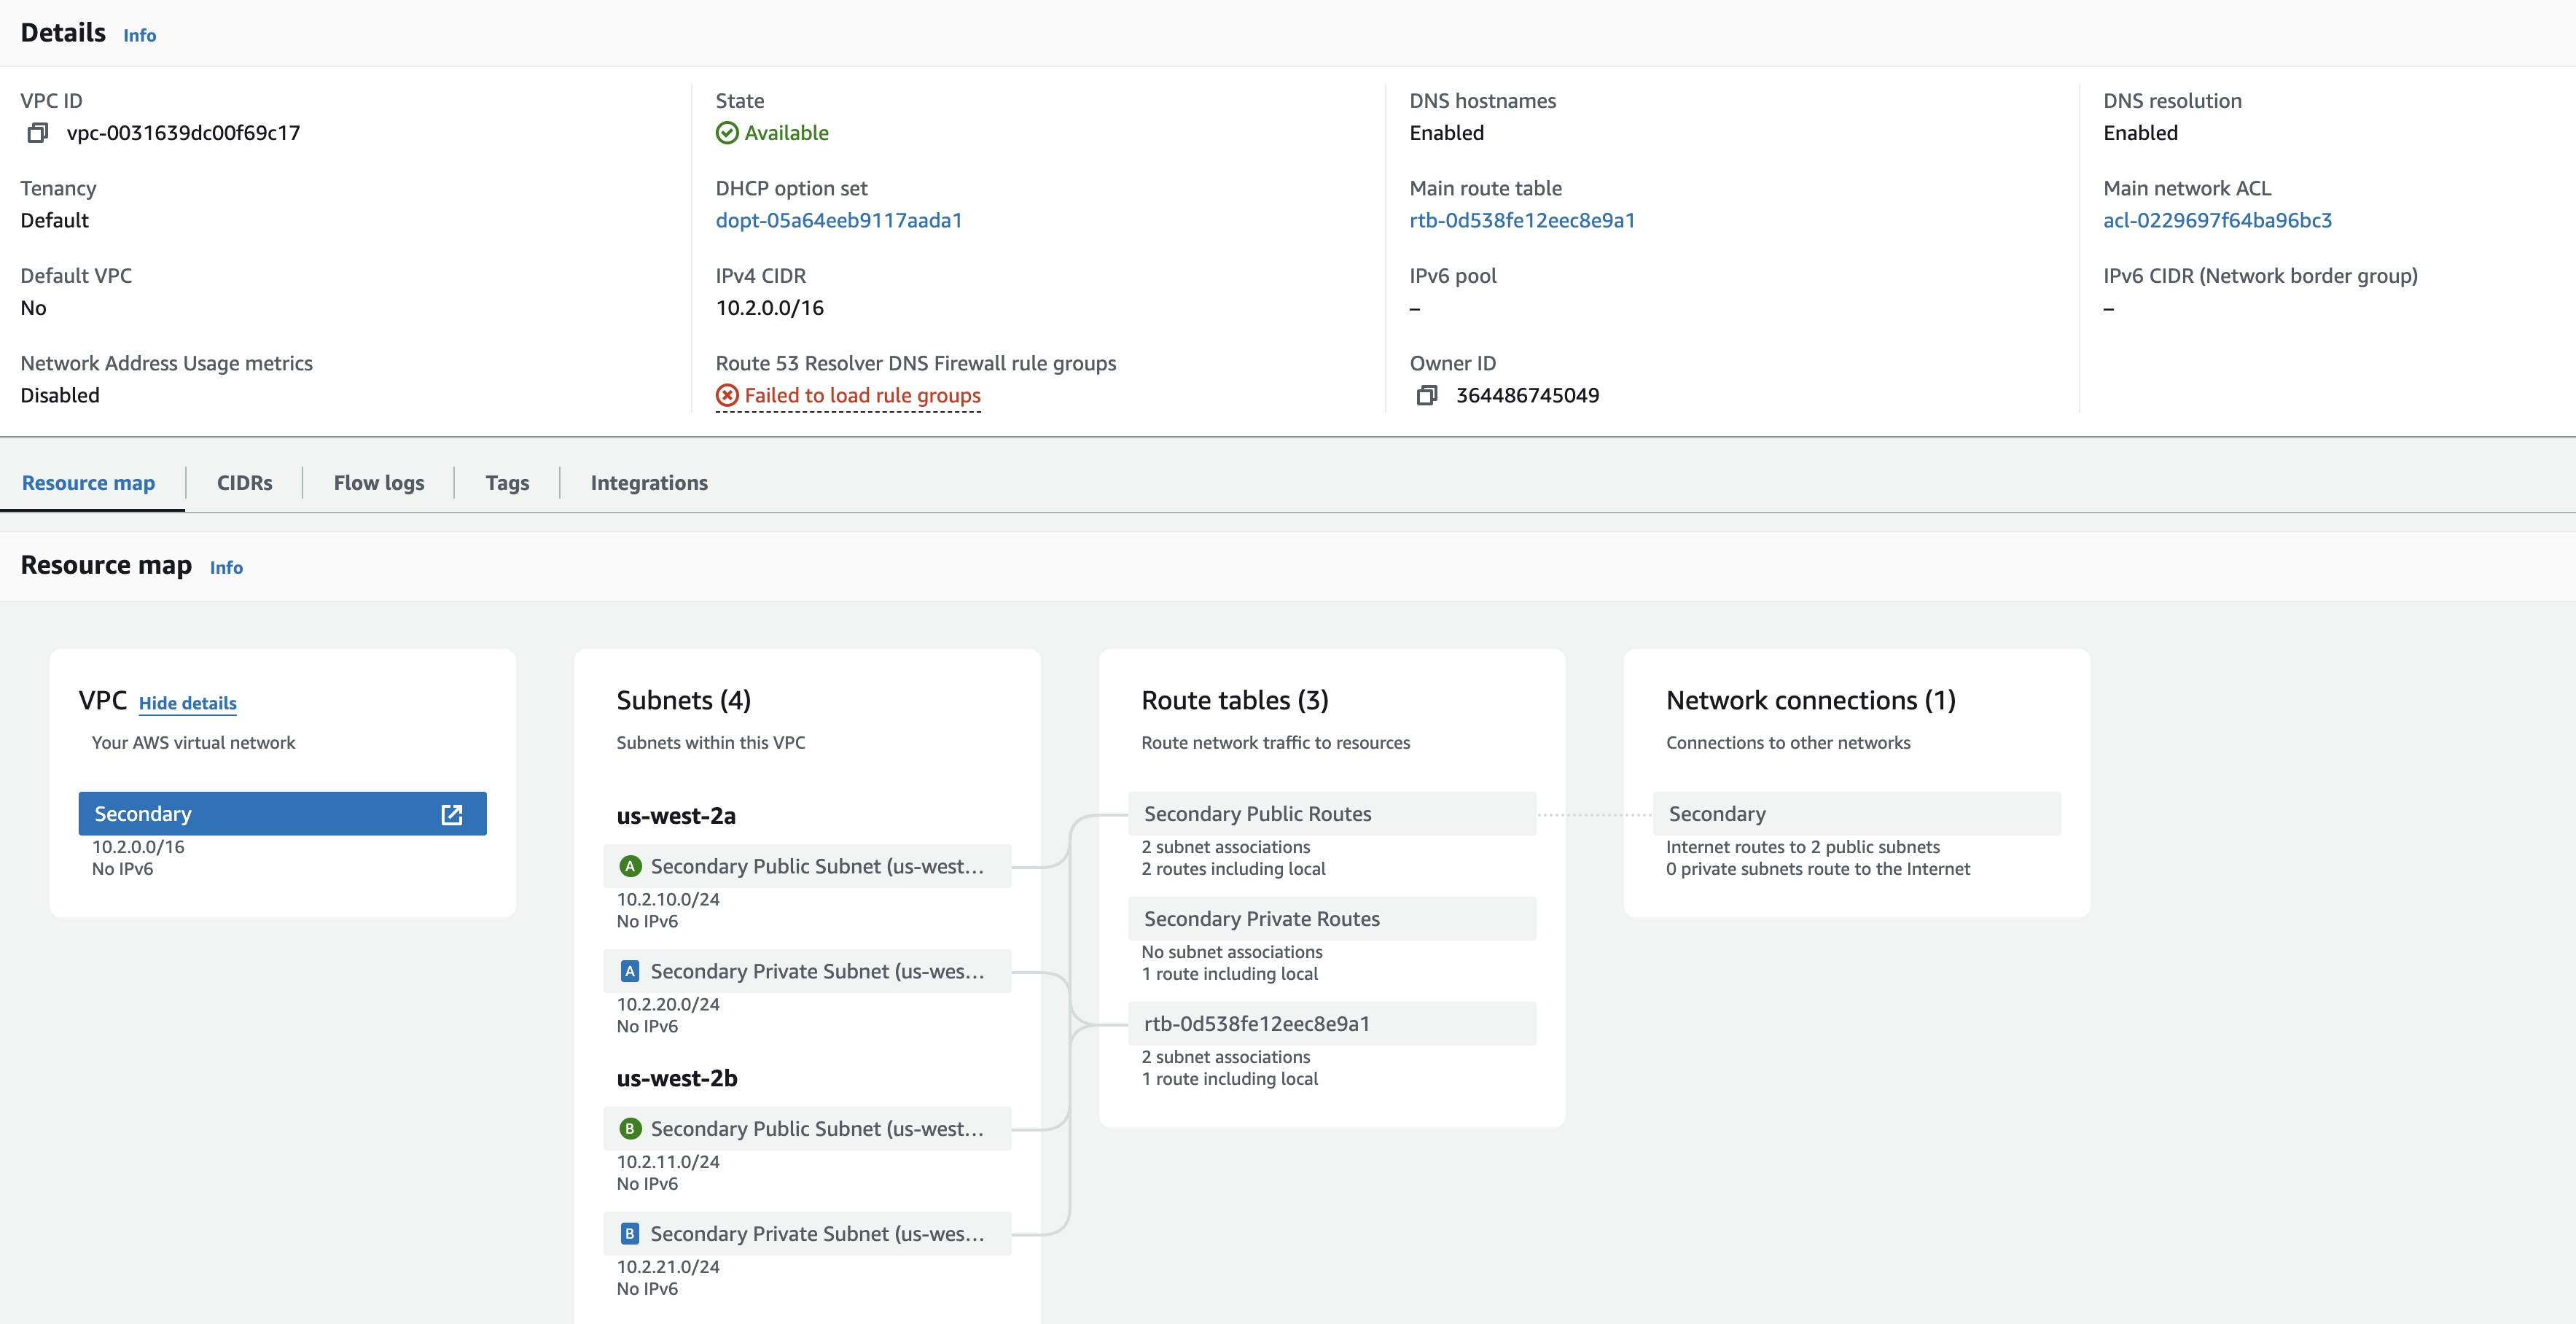 Details Info
VPC ID
vpc-0031639dc00f69c17
State
Available
DNS hostnames
Enabled
DNS resolution
Enabled
Tenancy
Default
DHCP option set
dopt-05a64eeb9117aada1
Main route table
rtb-0d538fe12eec8e9a1
Main network ACL
acl-0229697f64ba96bc3
Default VPC
No
IPv4 CIDR
10.2.0.0/16
IPv6 pool
–
IPv6 CIDR (Network border group)
–
Network Address Usage metrics
Disabled
Route 53 Resolver DNS Firewall rule groups
Failed to load rule groups
Owner ID
364486745049
Resource map
CIDRs
Flow logs
Tags
Integrations
Resource map Info
VPC Hide details
Your AWS virtual network
Secondary
10.2.0.0/16
No IPv6
Subnets (4)
Subnets within this VPC
us-west-2a
A Secondary Public Subnet (us-west...
10.2.10.0/24
No IPv6
A Secondary Private Subnet (us-wes...
10.2.20.0/24
No IPv6
us-west-2b
B Secondary Public Subnet (us-west...
10.2.11.0/24
No IPv6
B Secondary Private Subnet (us-wes...
10.2.21.0/24
No IPv6
Route tables (3)
Route network traffic to resources
Secondary Public Routes
2 subnet associations
2 routes including local
Secondary Private Routes
No subnet associations
1 route including local
rtb-0d538fe12eec8e9a1
2 subnet associations
1 route including local
Network connections (1)
Connections to other networks
Secondary
Internet routes to 2 public subnets
0 private subnets route to the Internet